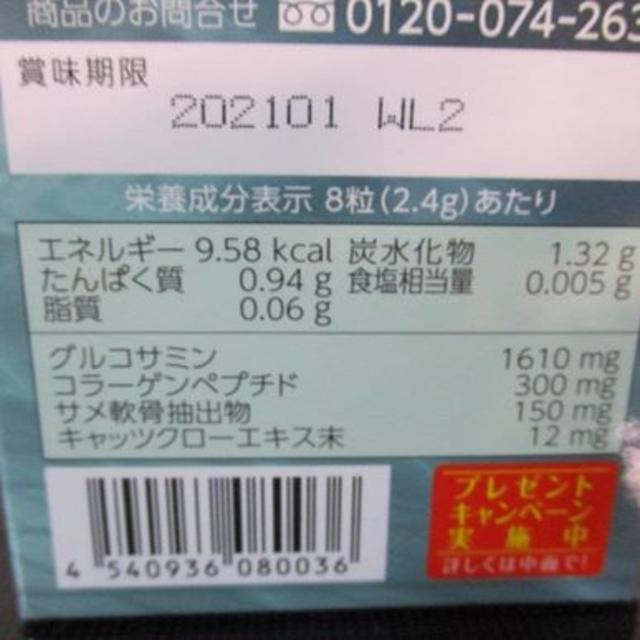 商品のお問合せ 0120-074-263
賞味期限
202101 WL2
栄養成分表示 8粒(2.4g)あたり
エネルギー 9.58 kcal 炭水化物 1.32 g
たんぱく質 0.94 g 食塩相当量 0.005 g
脂質 0.06 g
グルコサミン 1610 mg
コラーゲンペプチド 300 mg
サメ軟骨抽出物 150 mg
キャッツクローエキス末 12 mg
プレゼント
キャンペーン
実施中
詳しくは中面で!
4 540936 080036